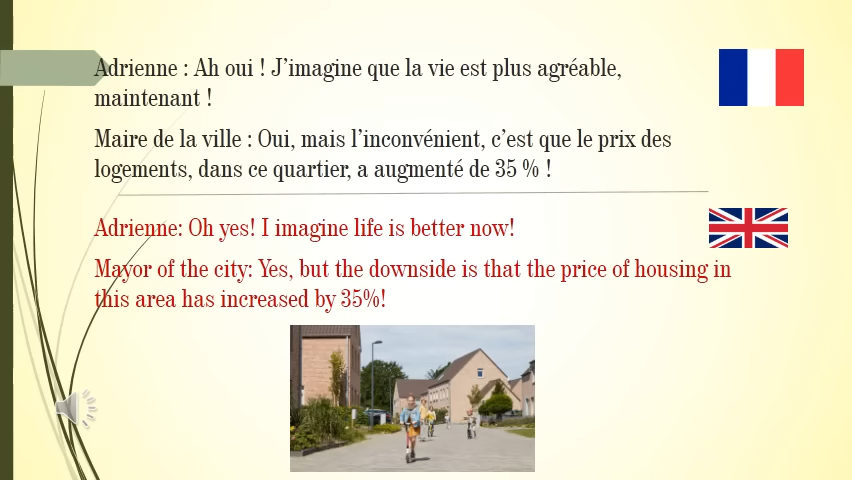 Adrienne : Ah oui ! J’imagine que la vie est plus agréable,
maintenant !
Maire de la ville : Oui, mais l’inconvénient, c’est que le prix des
logements, dans ce quartier, a augmenté de 35 % !
Adrienne: Oh yes! I imagine life is better now!
Mayor of the city: Yes, but the downside is that the price of housing in
this area has increased by 35%!